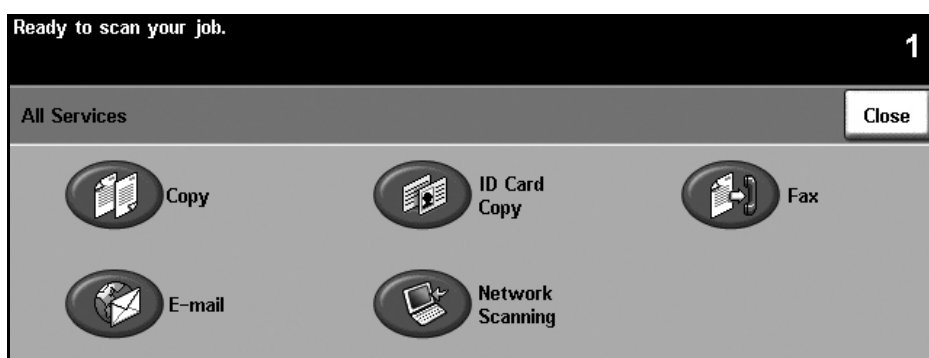 Ready to scan your job.
1
All Services
Close
Copy
ID Card
Copy
Fax
E-mail
Network
Scanning